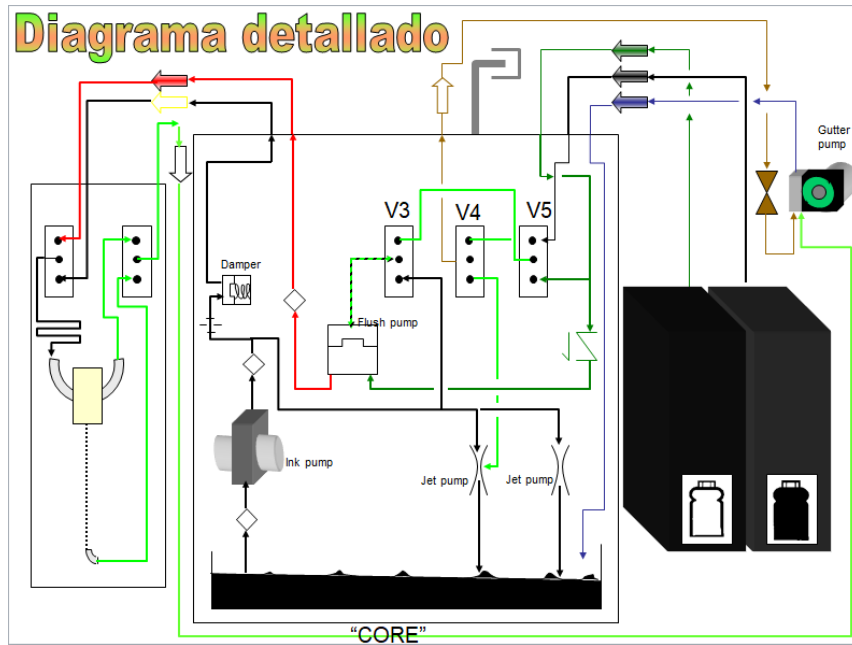 Diagrama detallado
Gutter
pump
V3
V4
V5
Damper
Flush pump
Ink pump
Jet pump
Jet pump
“CORE”